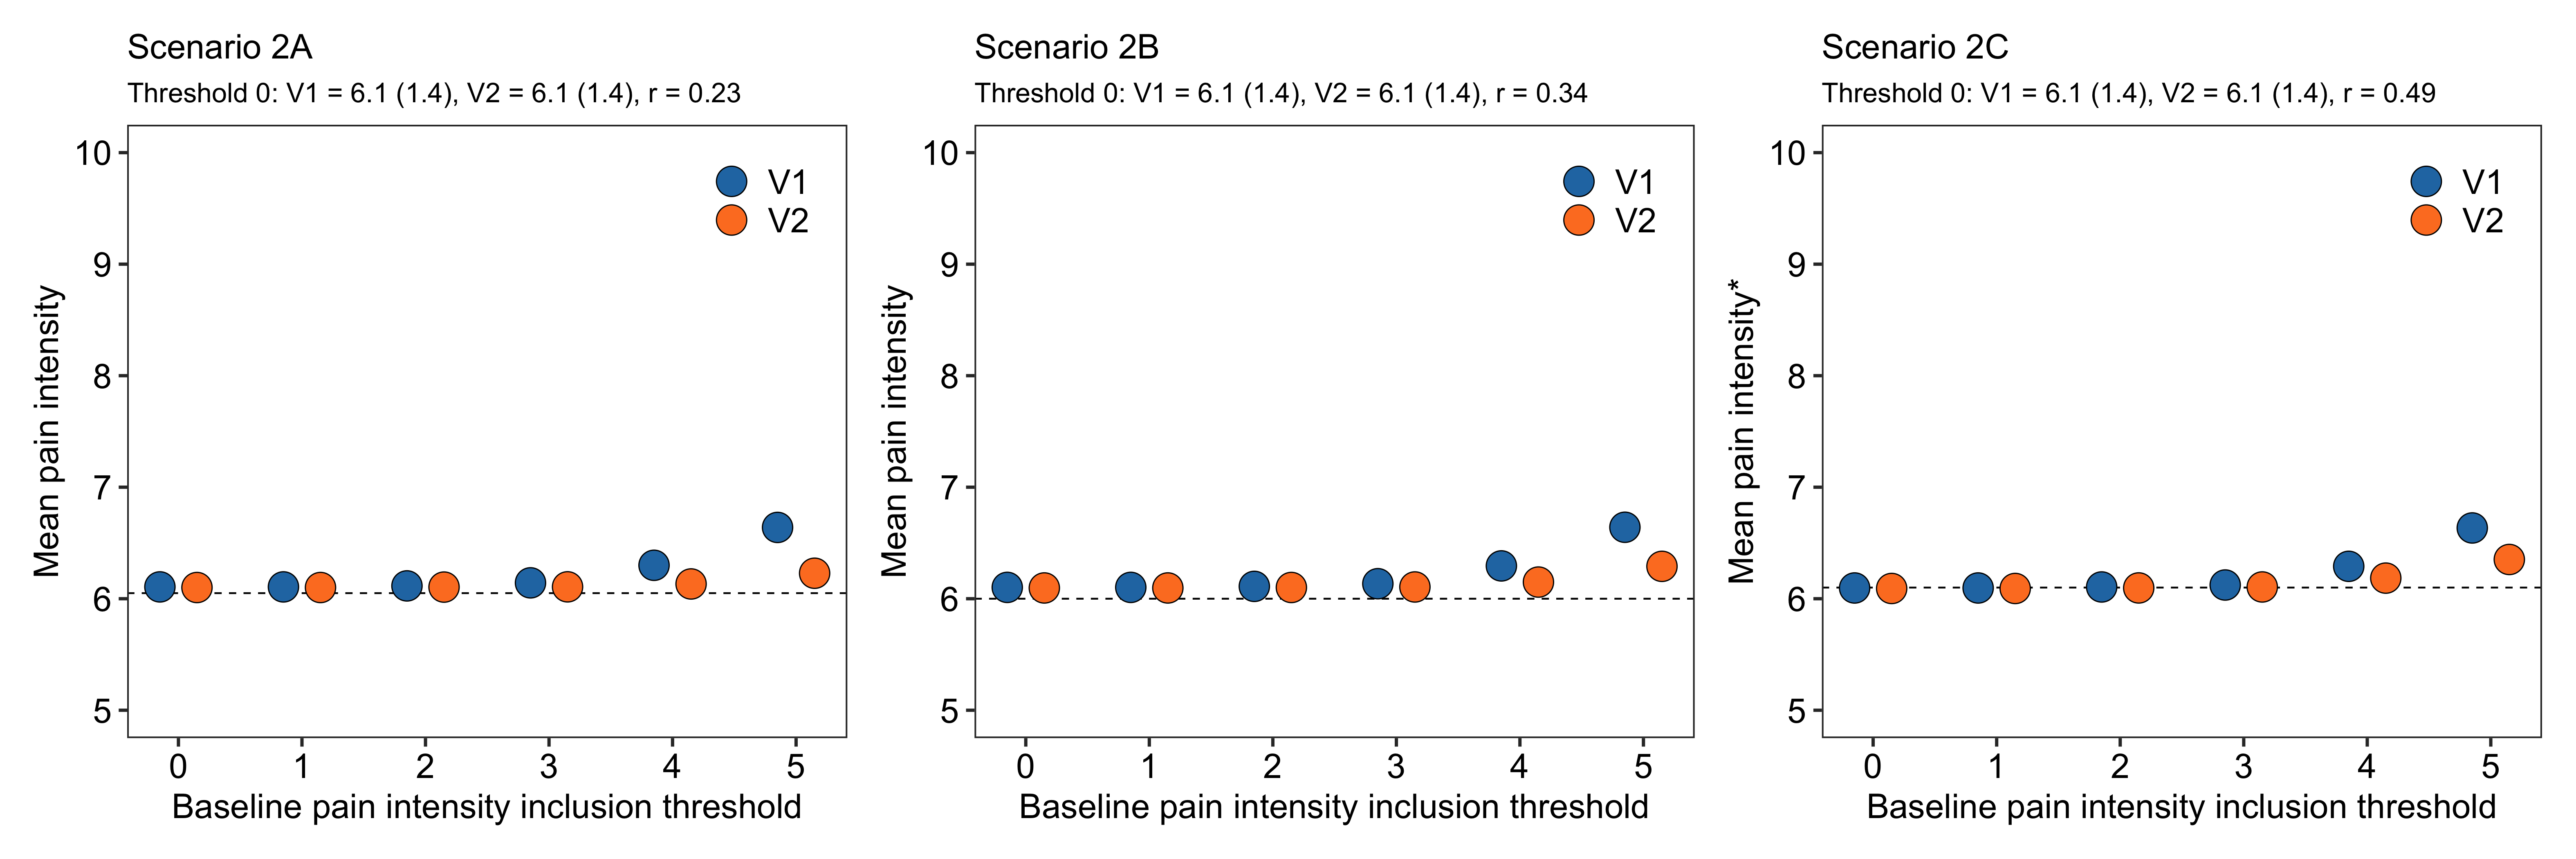 Scenario 2A
Threshold 0: V1 = 6.1 (1.4), V2 = 6.1 (1.4), r = 0.23
10
9
8
7
6
5
Mean pain intensity
V1
V2
0 1 2 3 4 5
Baseline pain intensity inclusion threshold
Scenario 2B
Threshold 0: V1 = 6.1 (1.4), V2 = 6.1 (1.4), r = 0.34
10
9
8
7
6
5
Mean pain intensity
V1
V2
0 1 2 3 4 5
Baseline pain intensity inclusion threshold
Scenario 2C
Threshold 0: V1 = 6.1 (1.4), V2 = 6.1 (1.4), r = 0.49
10
9
8
7
6
5
Mean pain intensity*
V1
V2
0 1 2 3 4 5
Baseline pain intensity inclusion threshold